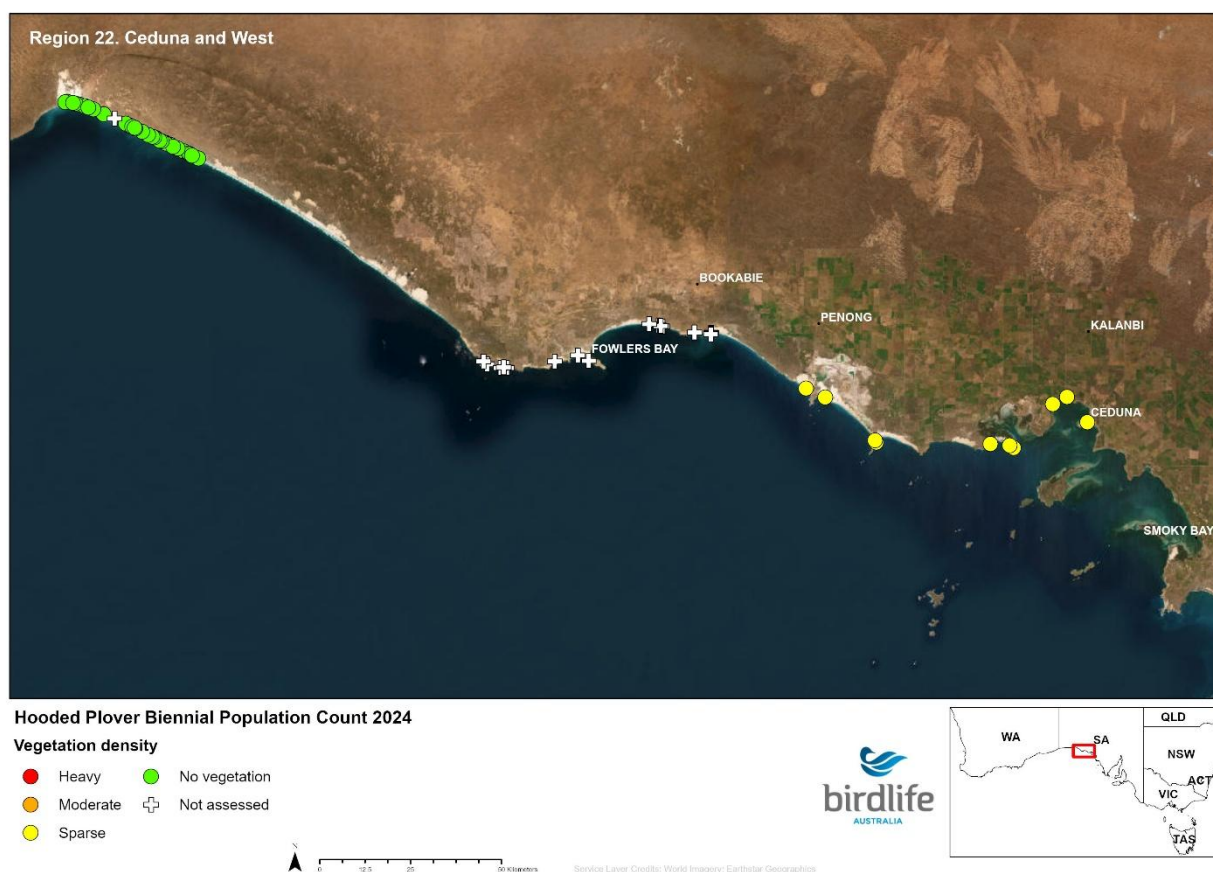 Region 22. Ceduna and West
BOOKABIE
PENONG
KALANBI
FOWLERS BAY
CEDUNA
SMOKY BAY
Hooded Plover Biennial Population Count 2024
Vegetation density
Heavy
No vegetation
Moderate
Not assessed
Sparse
birdlife
AUSTRALIA
WA
SA
QLD
NSW
ACT
VIC
TAS
N
0 12.5 25 50 Kilometers
Service Layer Credits: World Imagery: Earthstar Geographics